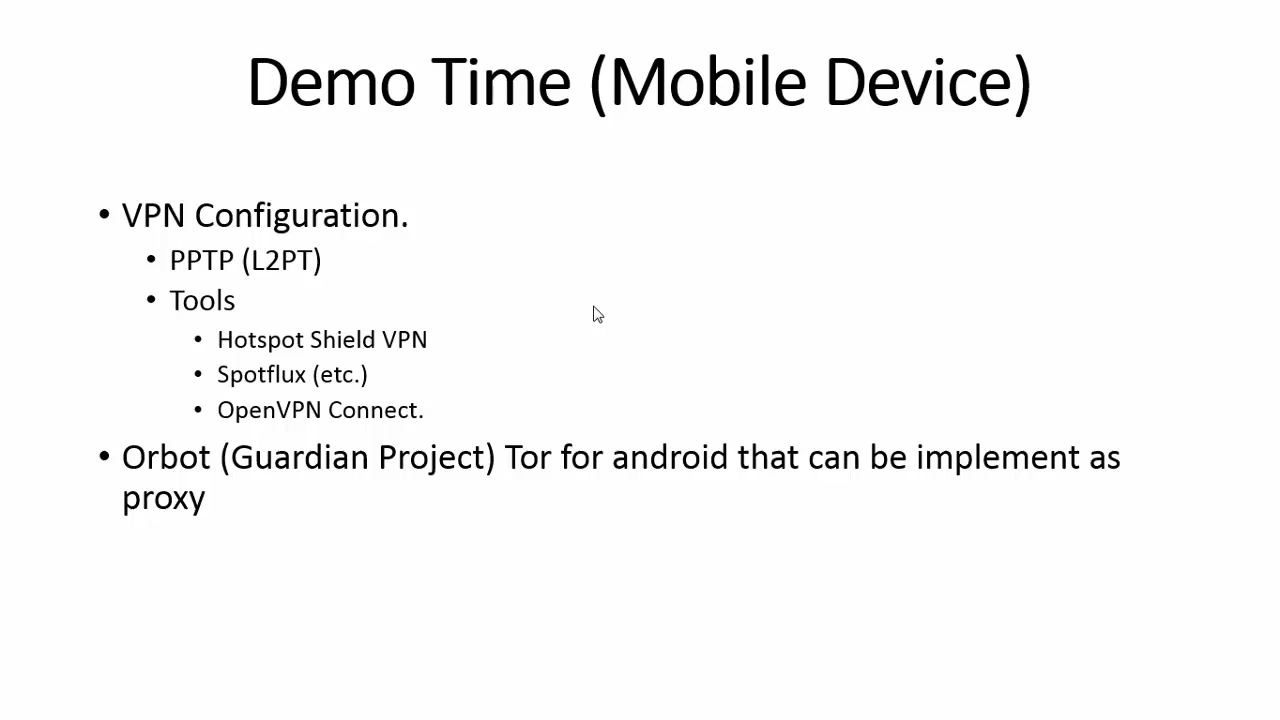 Demo Time (Mobile Device)
• VPN Configuration.
• PPTP (L2PT)
• Tools
• Hotspot Shield VPN
• Spotflux (etc.)
• OpenVPN Connect.
• Orbot (Guardian Project) Tor for android that can be implement as
proxy